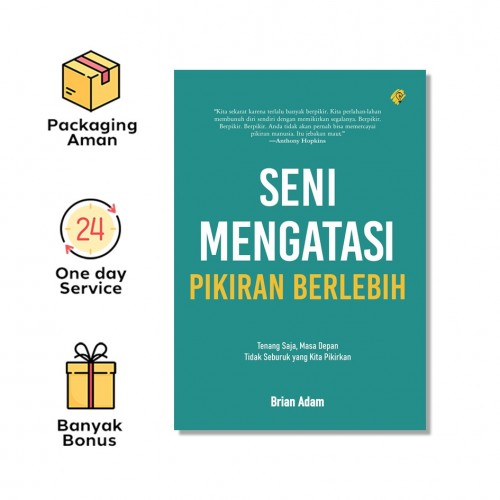 Packaging
Aman
24
One day
Service
Banyak
Bonus
"Kita sekarat karena terlalu banyak berpikir. Kita perlahan-lahan
membunuh diri sendiri dengan memikirkan segalanya. Berpikir.
Berpikir. Berpikir. Anda tidak akan pernah bisa memercayai
pikiran manusia. Itu jebakan maut."
—Anthony Hopkins
SENI
MENGATASI
PIKIRAN BERLEBIH
Tenang Saja, Masa Depan
Tidak Seburuk yang Kita Pikirkan
Brian Adam